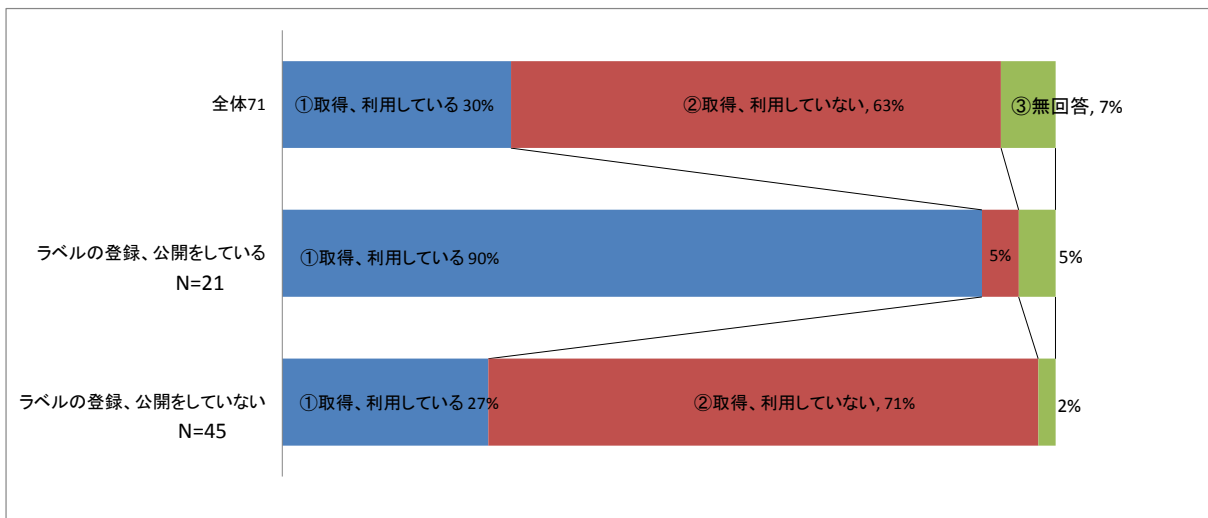 全体71
①取得、利用している 30%
②取得、利用していない, 63%
③無回答, 7%
ラベルの登録、公開をしている
N=21
①取得、利用している 90%
5%
5%
ラベルの登録、公開をしていない
N=45
①取得、利用している 27%
②取得、利用していない, 71%
2%